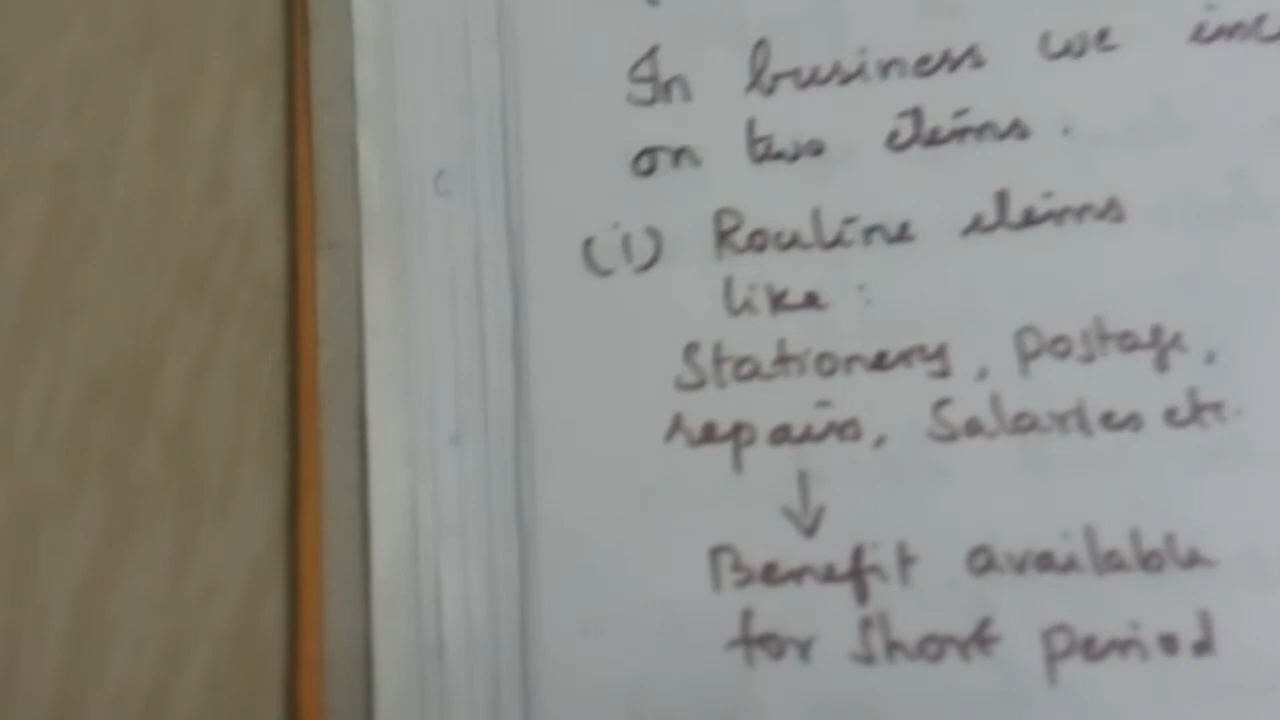 In business we inc
on two items.
(i) Routine items
like :
Stationery, postage,
repairs, Salaries etc.
↓
Benefit available
for short period